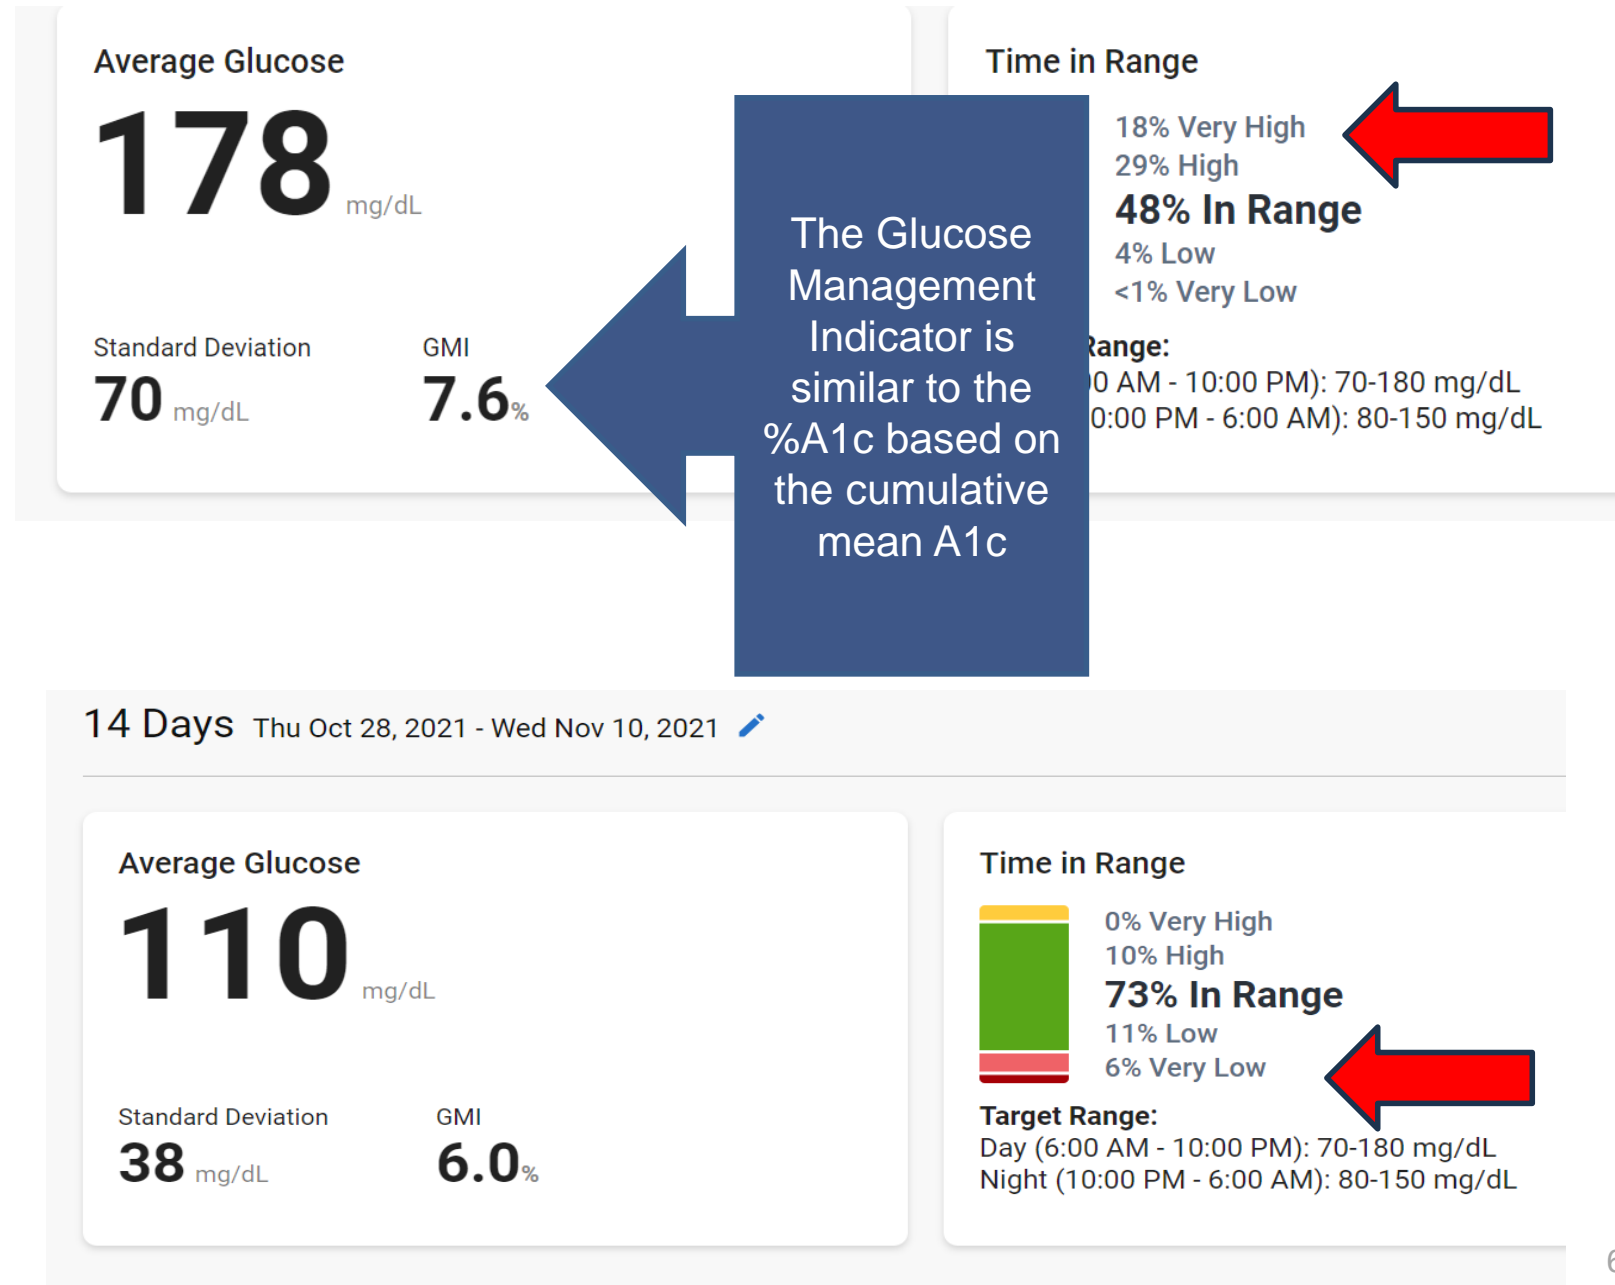 Average Glucose
178 mg/dL
Standard Deviation
70 mg/dL
GMI
7.6%
The Glucose
Management
Indicator is
similar to the
%A1c based on
the cumulative
mean A1c
Time in Range
18% Very High
29% High
48% In Range
4% Low
<1% Very Low
Range:
0 AM - 10:00 PM): 70-180 mg/dL
0:00 PM - 6:00 AM): 80-150 mg/dL
14 Days Thu Oct 28, 2021 - Wed Nov 10, 2021
Average Glucose
110 mg/dL
Standard Deviation
38 mg/dL
GMI
6.0%
Time in Range
0% Very High
10% High
73% In Range
11% Low
6% Very Low
Target Range:
Day (6:00 AM - 10:00 PM): 70-180 mg/dL
Night (10:00 PM - 6:00 AM): 80-150 mg/dL